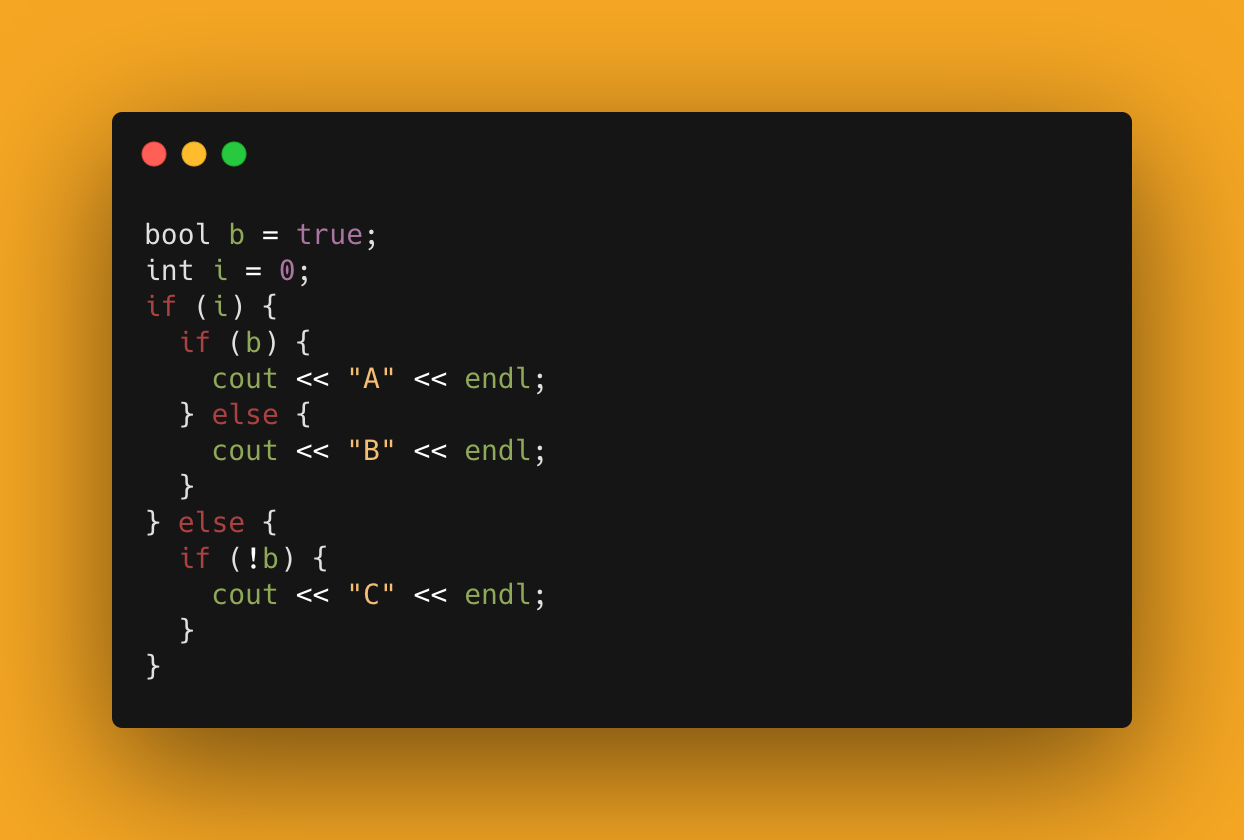 bool b = true;
int i = 0;
if (i) {
  if (b) {
    cout << "A" << endl;
  } else {
    cout << "B" << endl;
  }
} else {
  if (!b) {
    cout << "C" << endl;
  }
}